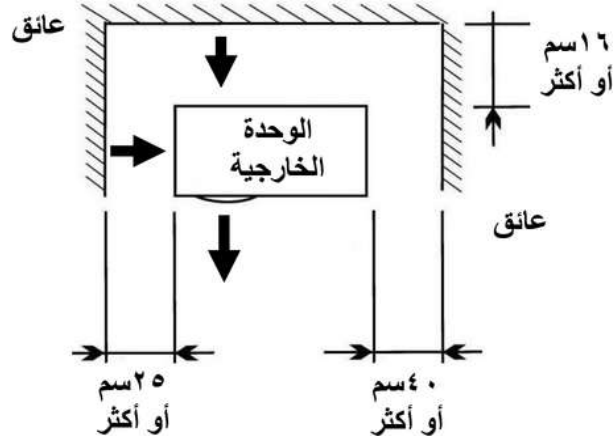 عائق
١٦سم
أو أكثر
الوحدة
الخارجية
عائق
٢٥سم
أو أكثر
٤٠سم
أو أكثر